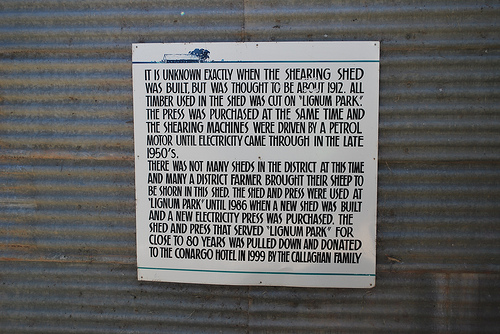 IT IS UNKNOWN EXACTLY WHEN THE SHEARING SHED
WAS BUILT, BUT WAS THOUGHT TO BE ABOUT 1912. ALL
TIMBER USED IN THE SHED WAS CUT ON "LIGNUM PARK".
THE PRESS WAS PURCHASED AT THE SAME TIME AND
THE SHEARING MACHINES WERE DRIVEN BY A PETROL
MOTOR UNTIL ELECTRICITY CAME THROUGH IN THE LATE
1950'S.
THERE WAS NOT MANY SHEDS IN THE DISTRICT AT THIS TIME
AND MANY A DISTRICT FARMER BROUGHT THEIR SHEEP TO
BE SHORN IN THIS SHED. THE SHED AND PRESS WERE USED AT
"LIGNUM PARK" UNTIL 1986 WHEN A NEW SHED WAS BUILT
AND A NEW ELECTRICITY PRESS WAS PURCHASED. THE
SHED AND PRESS THAT SERVED "LIGNUM PARK" FOR
CLOSE TO 80 YEARS WAS PULLED DOWN AND DONATED
TO THE CONARGO HOTEL IN 1999 BY THE CALLAGHAN FAMILY